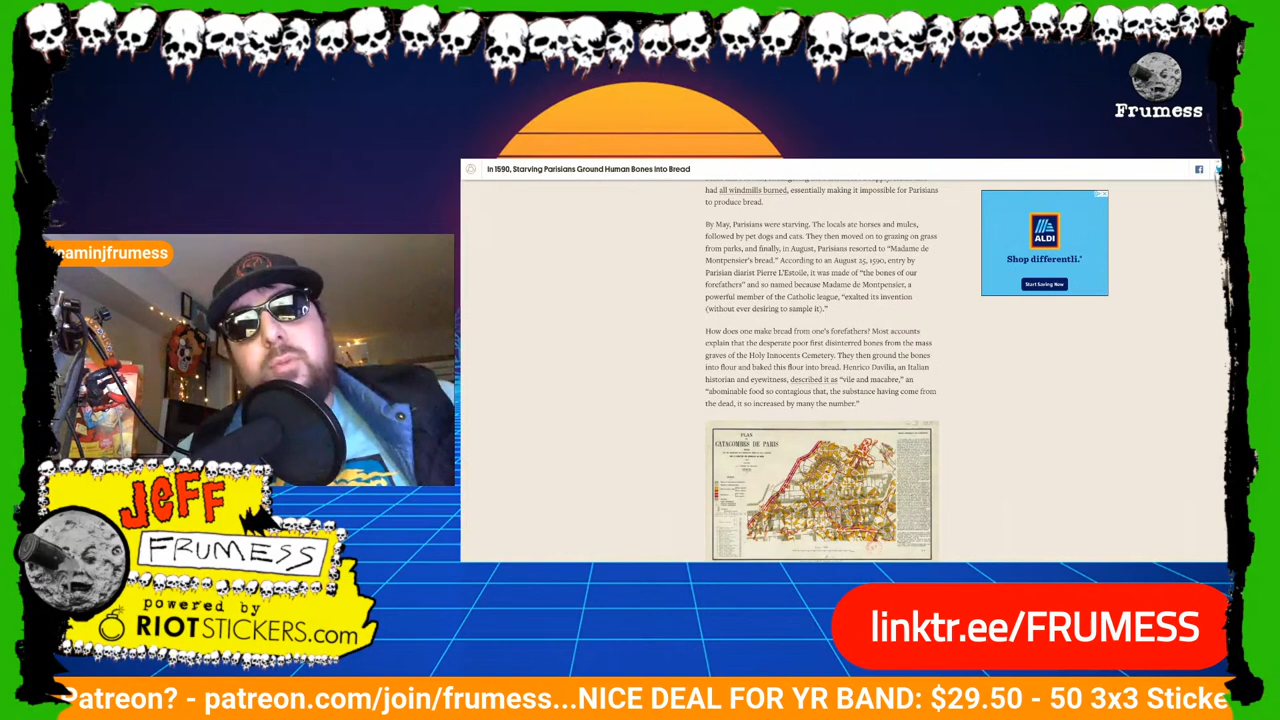 Frumess
In 1590, Starving Parisians Ground Human Bones Into Bread
had all windmills burned, essentially making it impossible for Parisians
to produce bread.
By May, Parisians were starving. The locals ate horses and mules,
followed by pet dogs and cats. They then moved on to grazing on grass
from parks, and finally, in August, Parisians resorted to “Madame de
Montpensier’s bread.” According to an August 25, 1590, entry by
Parisian diarist Pierre L’Estoile, it was made of “the bones of our
forefathers” and so named because Madame de Montpensier, a
powerful member of the Catholic league, “exalted its invention
(without ever desiring to sample it).”
How does one make bread from one’s forefathers? Most accounts
explain that the desperate poor first disinterred bones from the mass
graves of the Holy Innocents Cemetery. They then ground the bones
into flour and baked this flour into bread. Henrico Davilia, an Italian
historian and eyewitness, described it as “vile and macabre,” an
“abominable food so contagious that, the substance having come from
the dead, it so increased by many the number.”
PLAN
CATACOMBES DE PARIS
ALDI
Shop differentli.
Start Saving Now
eaminjfrumess
JEFF
FRUMESS
powered by
RIOTSTICKERS.com
linktr.ee/FRUMESS
Patreon? - patreon.com/join/frumess...NICE DEAL FOR YR BAND: $29.50 - 50 3x3 Sticke